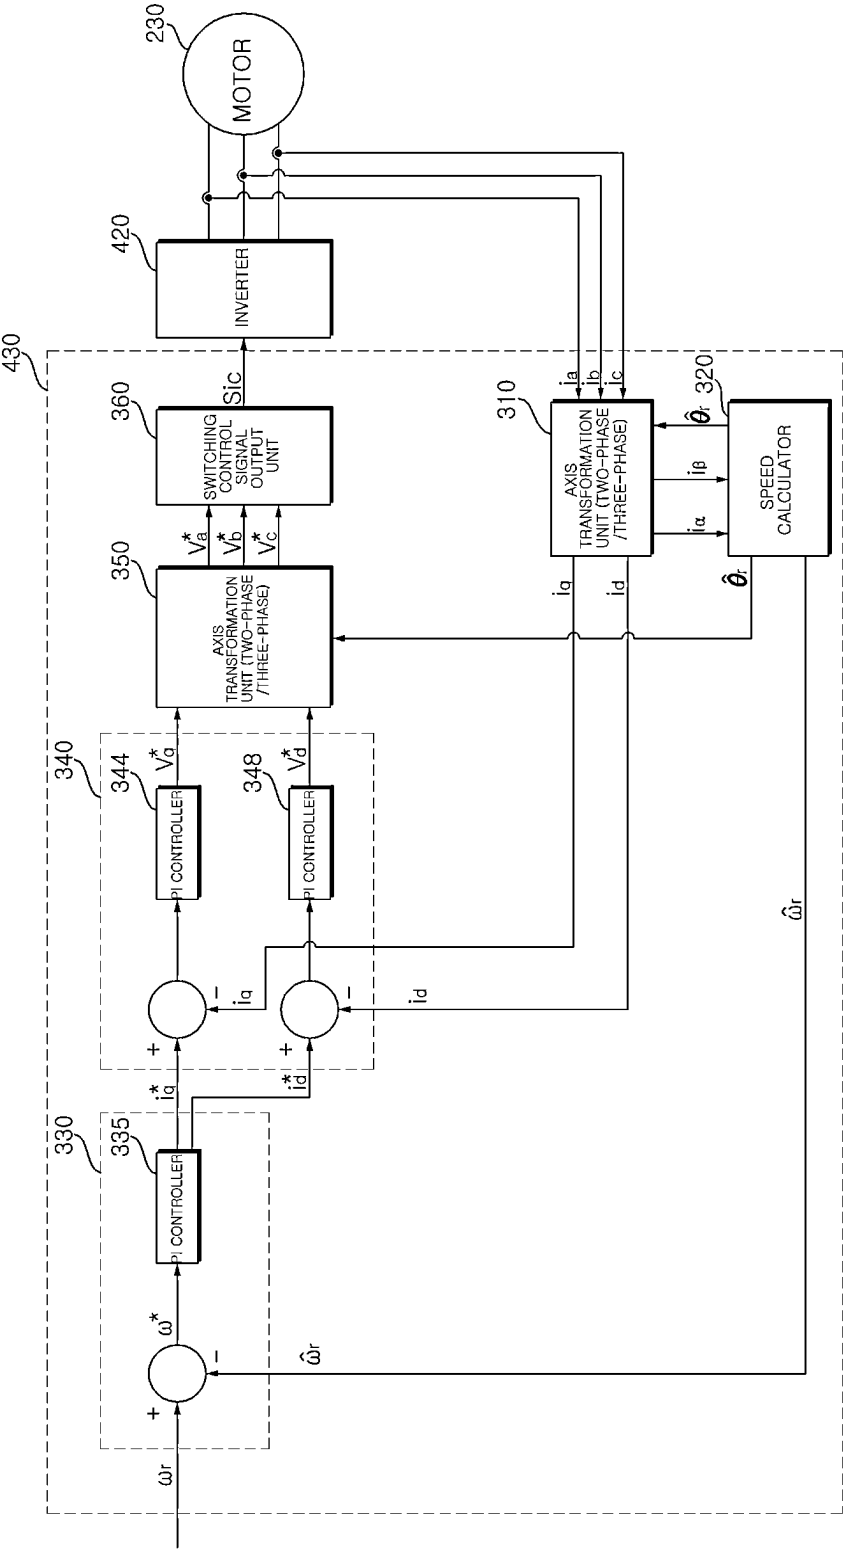 430
330
ωr
+
-
ω*
335
PI CONTROLLER
ω̂r
i*q
i*d
340
+
-
iq
+
-
id
344
PI CONTROLLER
348
PI CONTROLLER
V*q
V*d
350
AXIS
TRANSFORMATION
UNIT (TWO-PHASE
/THREE-PHASE)
V*a
V*b
V*c
360
SWITCHING
CONTROL
SIGNAL
OUTPUT
UNIT
Sic
420
INVERTER
230
MOTOR
ia
ib
ic
310
AXIS
TRANSFORMATION
UNIT (TWO-PHASE
/THREE-PHASE)
iq
id
θ̂r
iβ
iα
320
SPEED
CALCULATOR
θ̂r
ω̂r